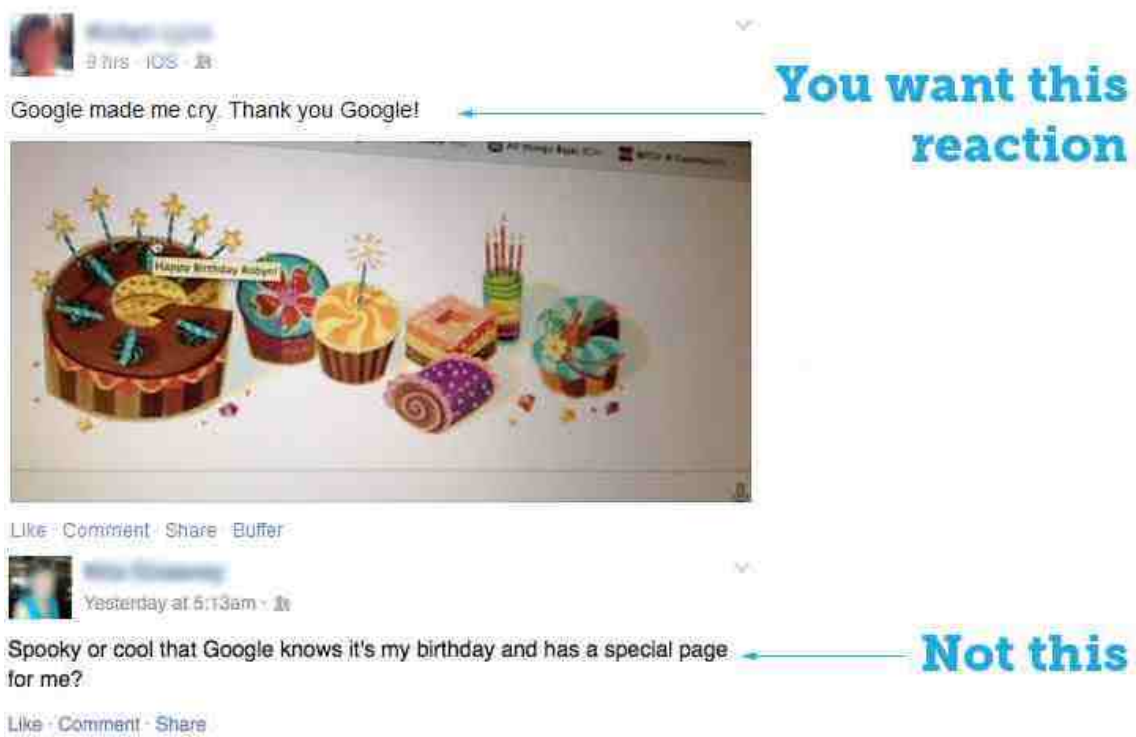 9 hrs · iOS ·
Google made me cry. Thank you Google!
You want this
reaction
Happy Birthday Robyn!
Like · Comment · Share · Buffer
Yesterday at 5:13am ·
Spooky or cool that Google knows it's my birthday and has a special page
for me?
Not this
Like · Comment · Share